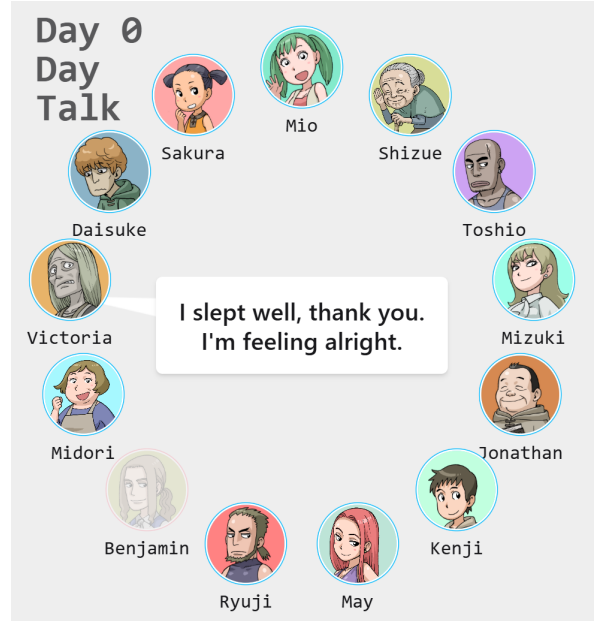 Day 0
Day
Talk
Mio
Sakura
Shizue
Daisuke
Toshio
I slept well, thank you.
I'm feeling alright.
Victoria
Mizuki
Midori
Jonathan
Benjamin
Kenji
Ryuji
May